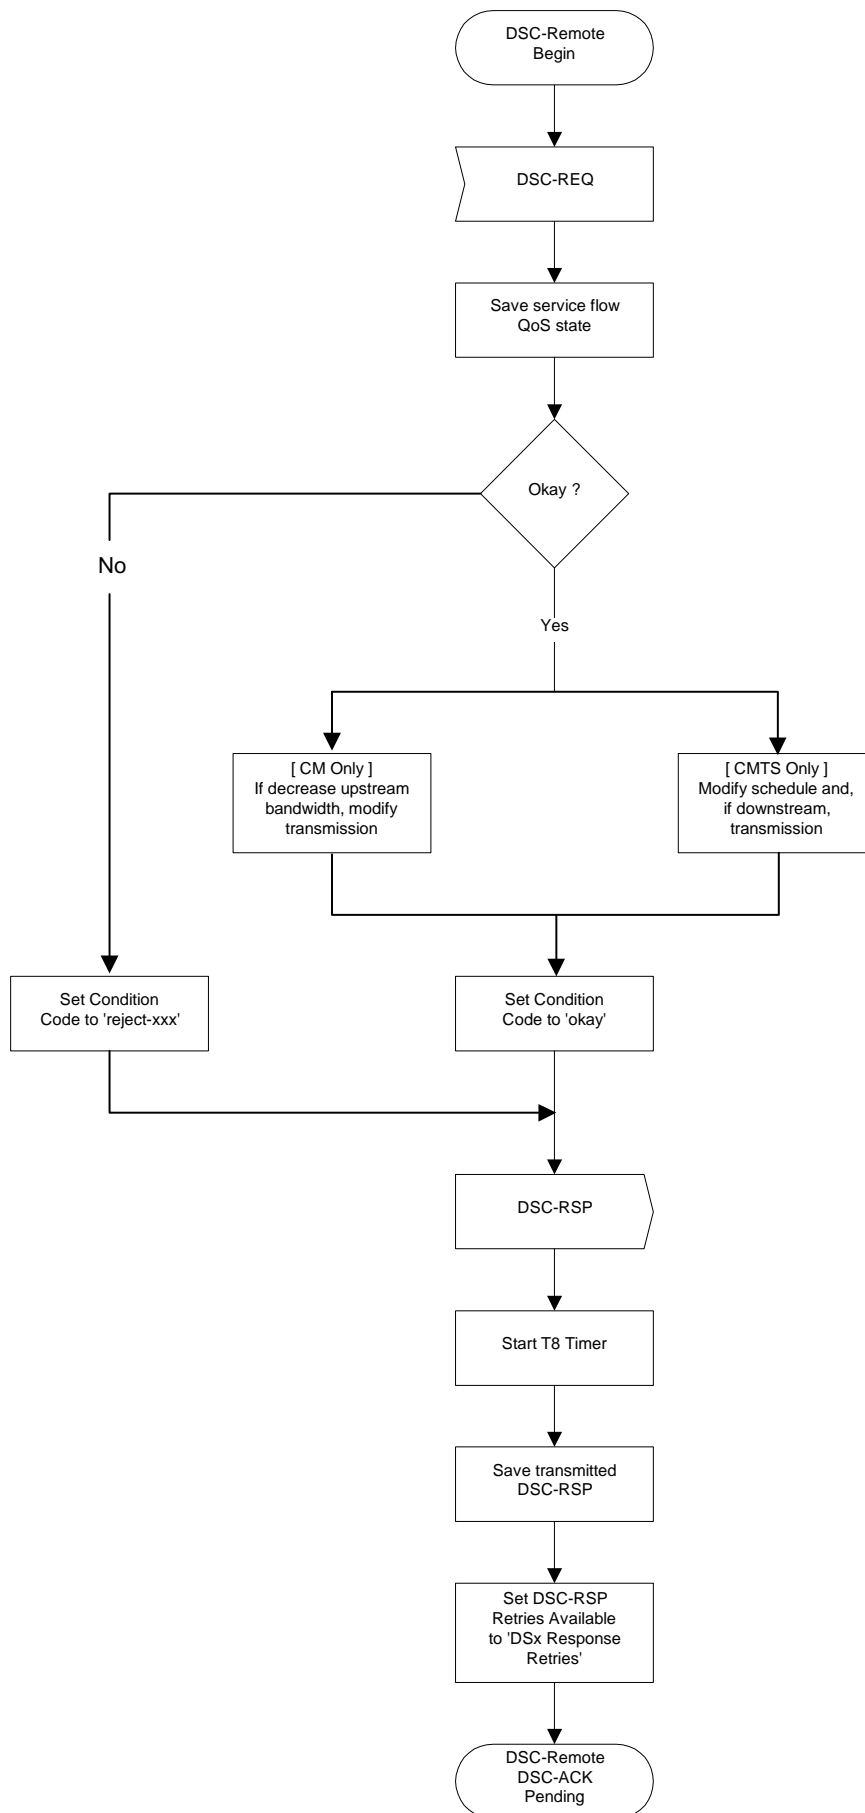 DSC-Remote
Begin
DSC-REQ
Save service flow
QoS state
Okay ?
No
Yes
[ CM Only ]
If decrease upstream
bandwidth, modify
transmission
[ CMTS Only ]
Modify schedule and,
if downstream,
transmission
Set Condition
Code to 'reject-xxx'
Set Condition
Code to 'okay'
DSC-RSP
Start T8 Timer
Save transmitted
DSC-RSP
Set DSC-RSP
Retries Available
to 'DSx Response
Retries'
DSC-Remote
DSC-ACK
Pending